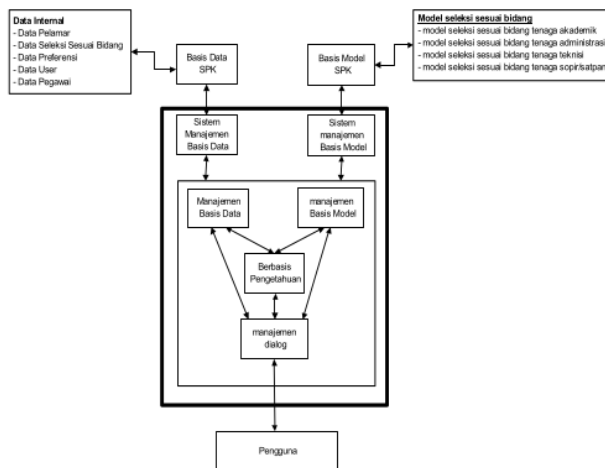 Data Internal
- Data Pelamar
- Data Seleksi Sesuai Bidang
- Data Preferensi
- Data User
- Data Pegawai
Basis Data
SPK
Basis Model
SPK
Model seleksi sesuai bidang
- model seleksi sesuai bidang tenaga akademik
- model seleksi sesuai bidang tenaga administrasi
- model seleksi sesuai bidang tenaga teknisi
- model seleksi sesuai bidang tenaga sopir/satpam
Sistem
Manajemen
Basis Data
Sistem
manajemen
Basis Model
Manajemen
Basis Data
manajemen
Basis Model
Berbasis
Pengetahuan
manajemen
dialog
Pengguna